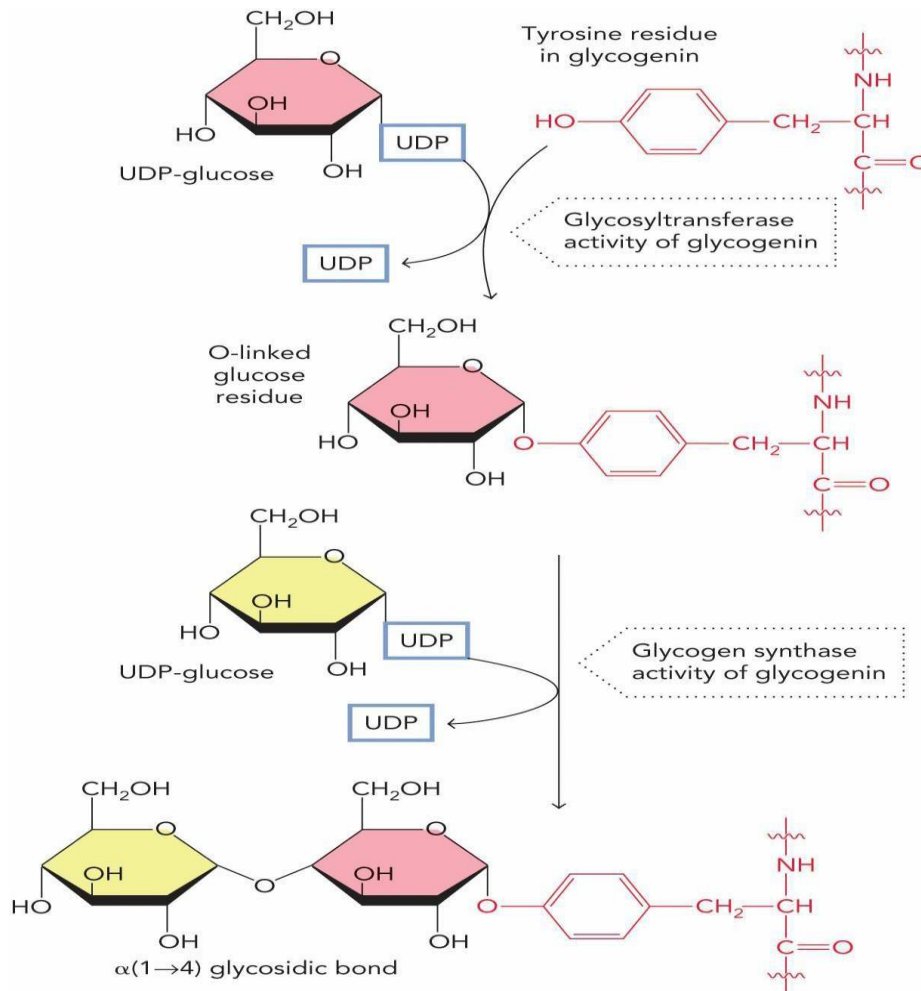 CH₂OH
O
OH
HO
OH
UDP
UDP-glucose
Tyrosine residue
in glycogenin
HO
CH₂
CH
NH
C
O
Glycosyltransferase
activity of glycogenin
UDP
O-linked
glucose
residue
CH₂OH
O
OH
HO
OH
O
CH₂
CH
NH
C
O
CH₂OH
O
OH
HO
OH
UDP
UDP-glucose
Glycogen synthase
activity of glycogenin
UDP
CH₂OH
O
OH
HO
OH
O
CH₂OH
O
OH
OH
O
CH₂
CH
NH
C
O
α(1→4) glycosidic bond